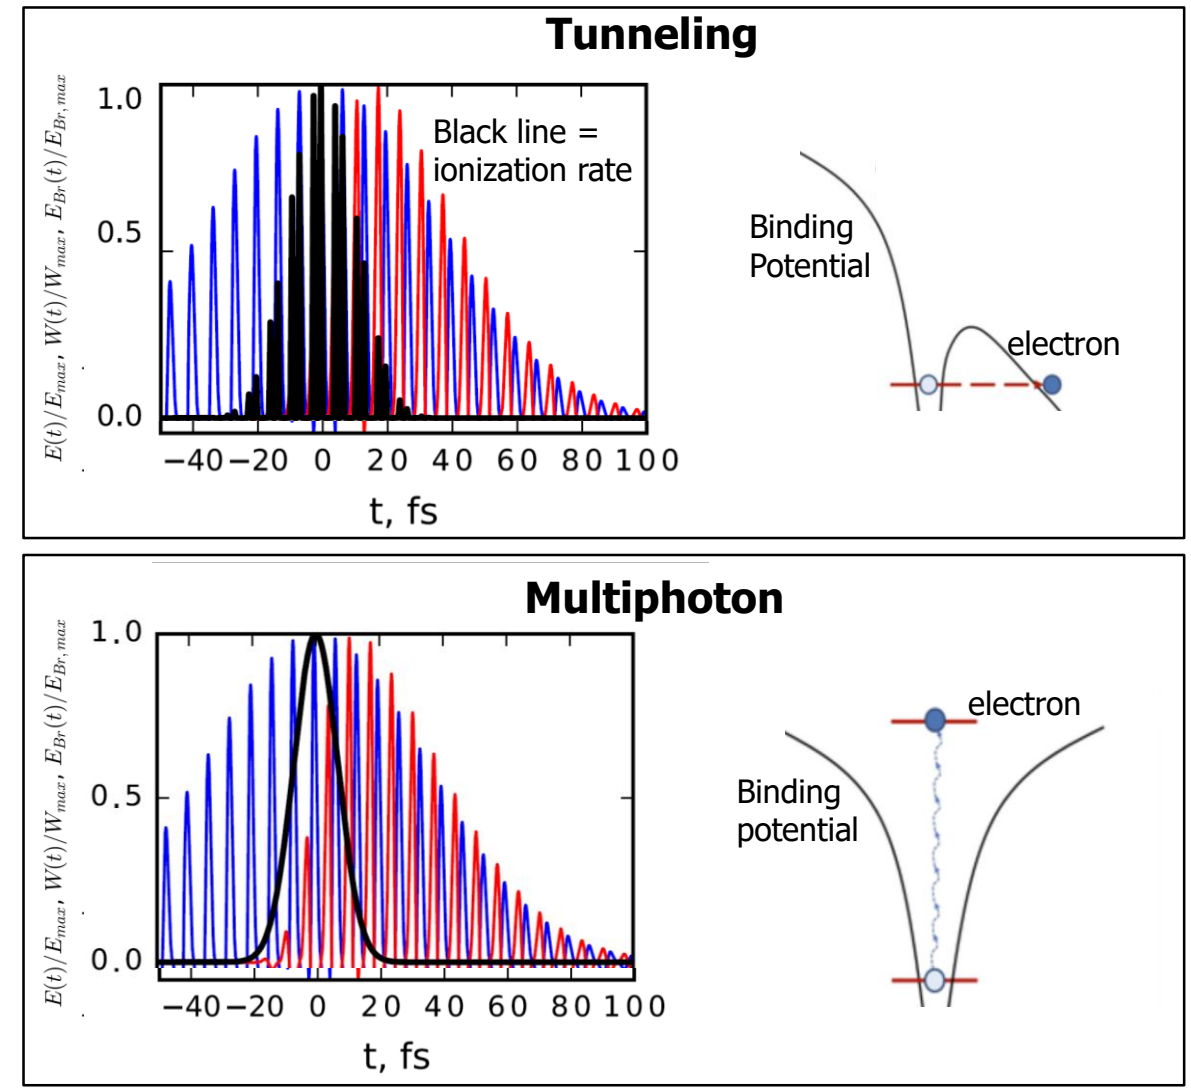 Tunneling
E(t)/E_max, W(t)/W_max, E_Br(t)/E_Br,max
1.0
0.5
0.0
Black line =
ionization rate
−40 −20 0 20 40 60 80 100
t, fs
Binding
Potential
electron
Multiphoton
E(t)/E_max, W(t)/W_max, E_Br(t)/E_Br,max
1.0
0.5
0.0
−40 −20 0 20 40 60 80 100
t, fs
electron
Binding
potential